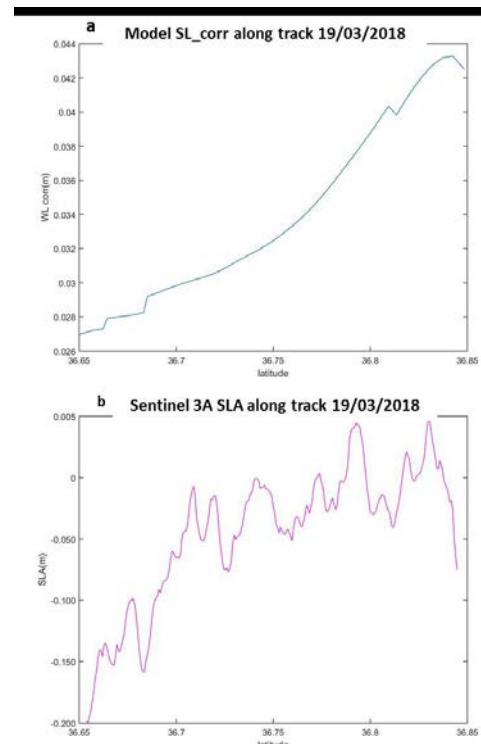 a
Model SL_corr along track 19/03/2018
0.044
0.042
0.04
0.038
0.036
0.034
0.032
0.03
0.028
0.026
WL corr(m)
36.65 36.7 36.75 36.8 36.85
latitude
b
Sentinel 3A SLA along track 19/03/2018
0.005
0
-0.050
-0.100
-0.150
-0.200
SLA(m)
36.65 36.7 36.75 36.8 36.85
latitude